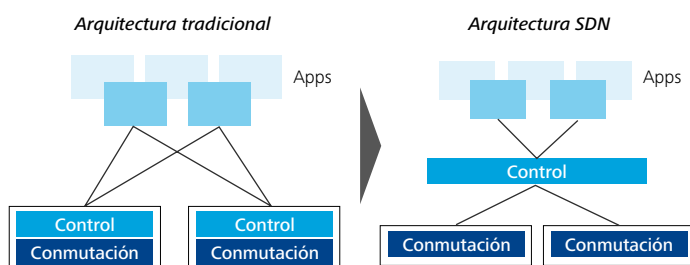 Arquitectura tradicional
Apps
Control
Conmutación
Control
Conmutación
Arquitectura SDN
Apps
Control
Conmutación
Conmutación